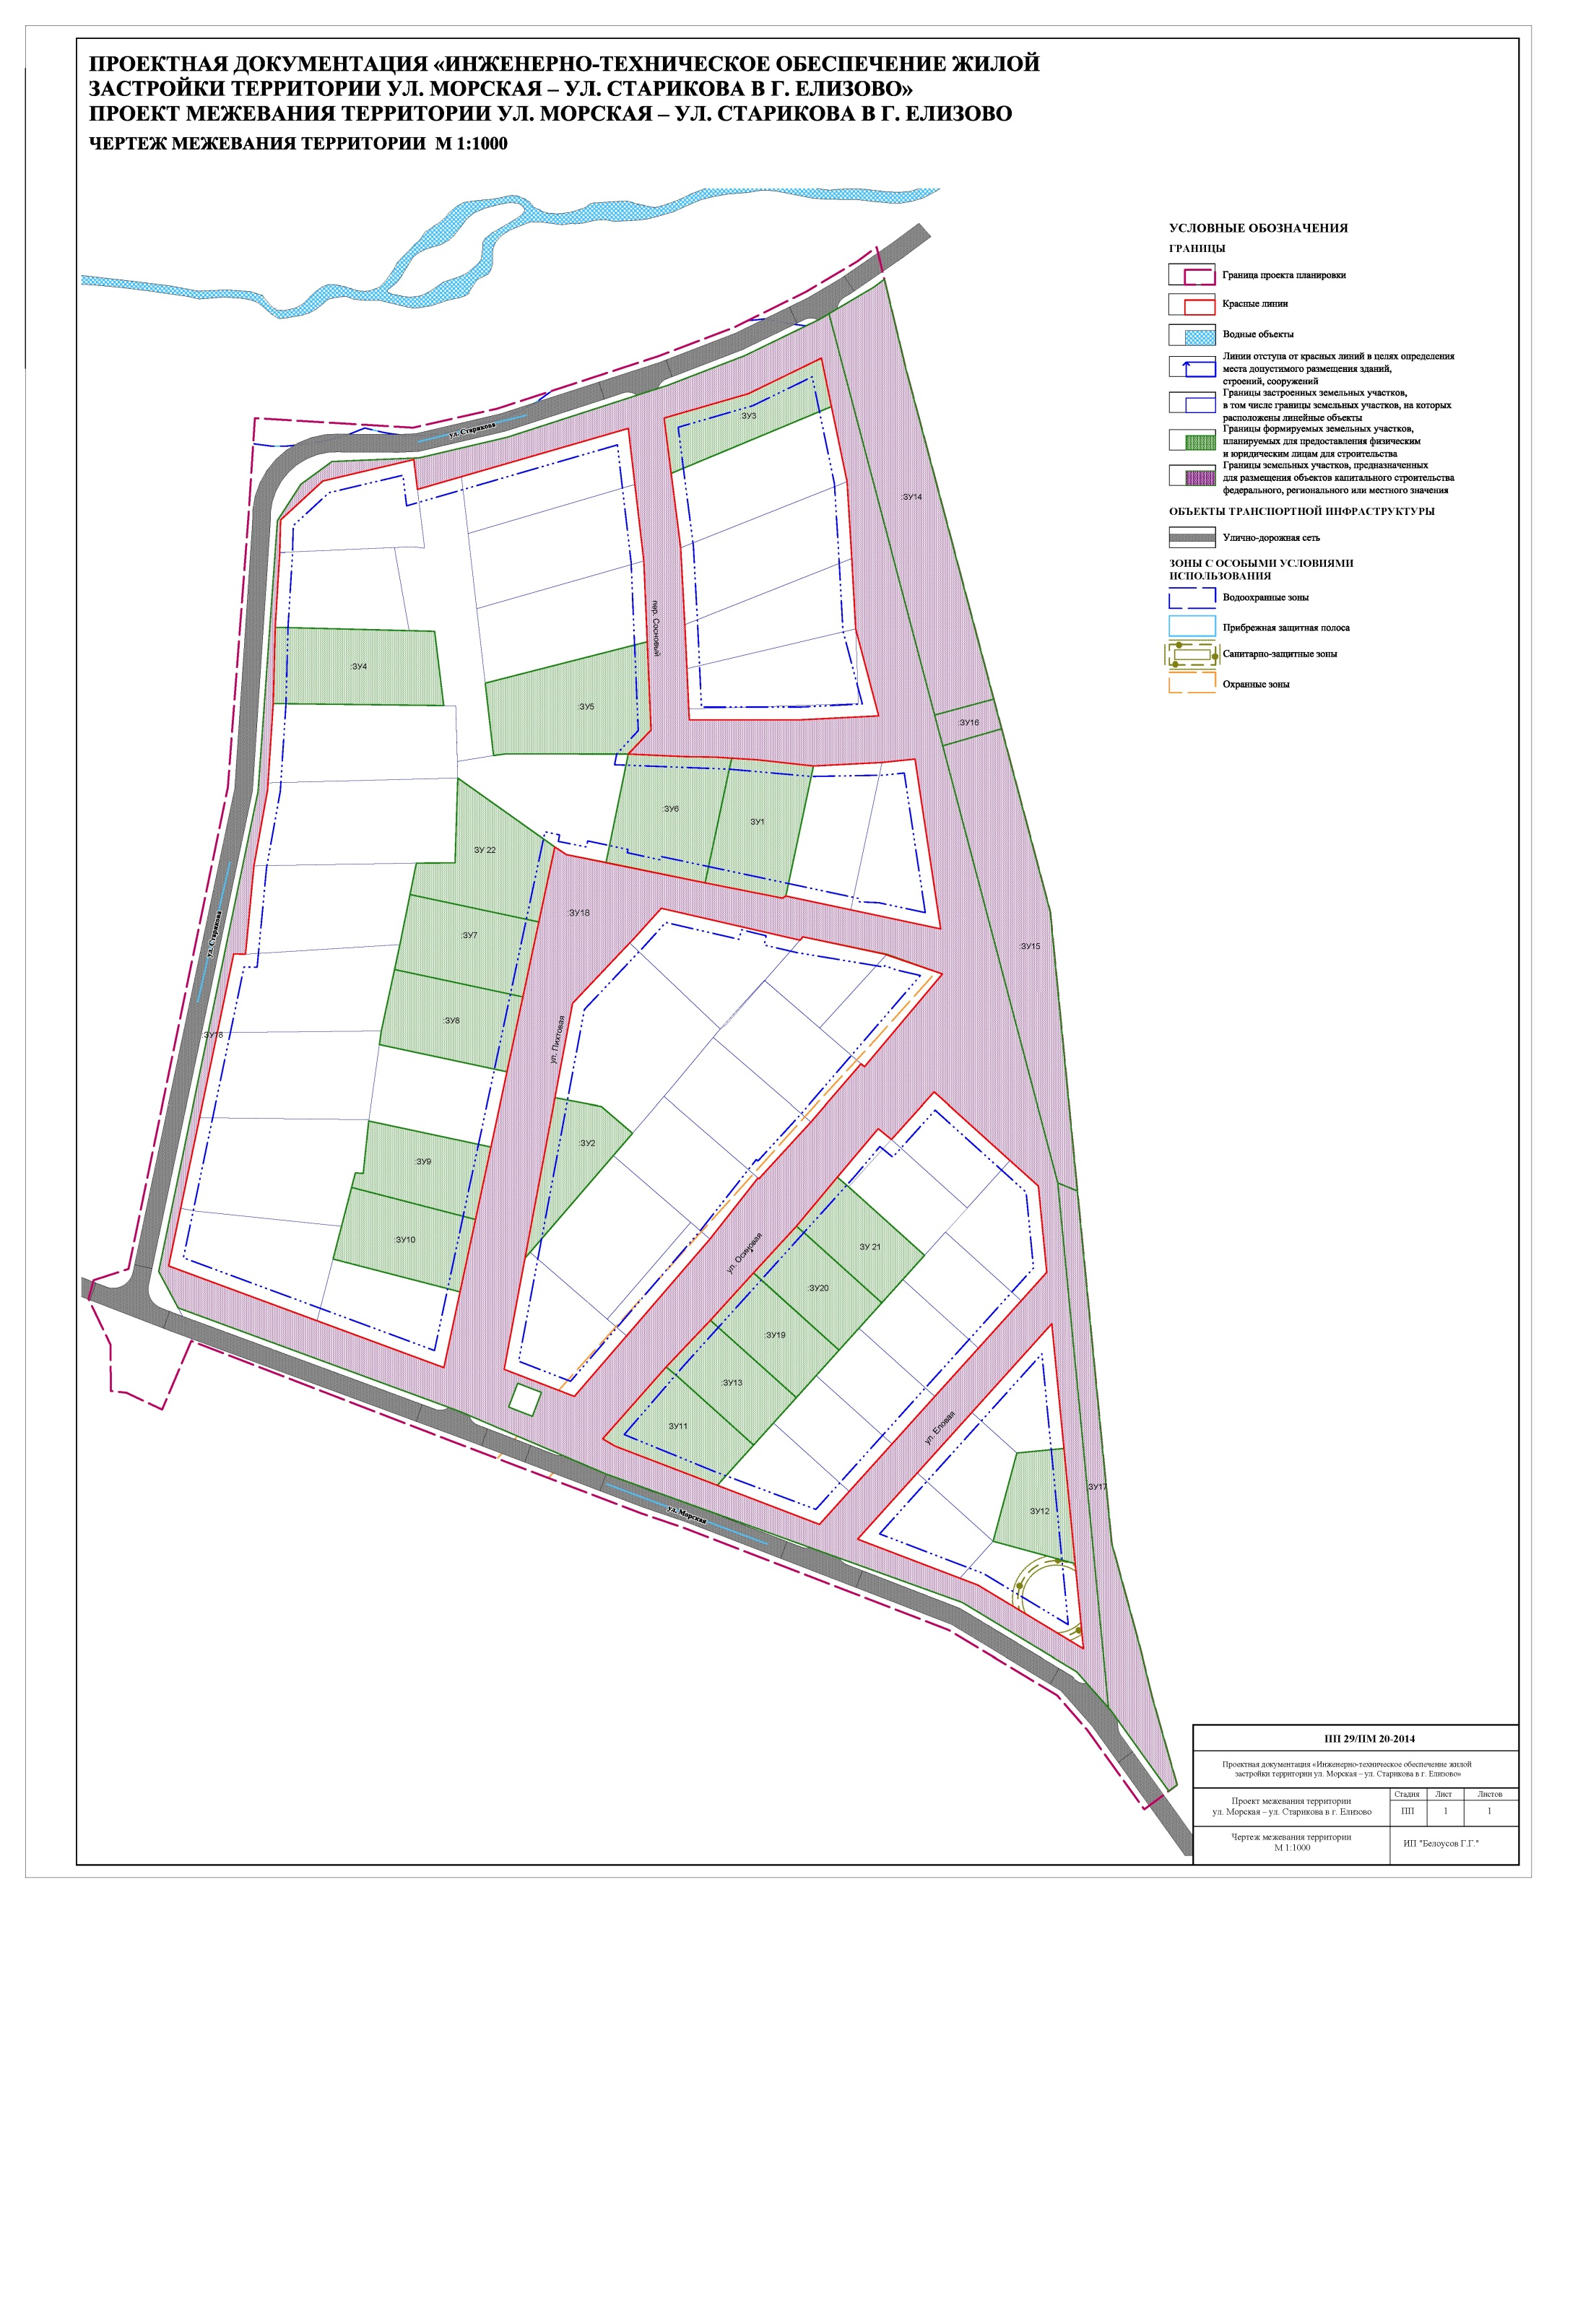 ПРОЕКТНАЯ ДОКУМЕНТАЦИЯ «ИНЖЕНЕРНО-ТЕХНИЧЕСКОЕ ОБЕСПЕЧЕНИЕ ЖИЛОЙ
ЗАСТРОЙКИ ТЕРРИТОРИИ УЛ. МОРСКАЯ – УЛ. СТАРИКОВА В Г. ЕЛИЗОВО»
ПРОЕКТ МЕЖЕВАНИЯ ТЕРРИТОРИИ УЛ. МОРСКАЯ – УЛ. СТАРИКОВА В Г. ЕЛИЗОВО
ЧЕРТЕЖ МЕЖЕВАНИЯ ТЕРРИТОРИИ М 1:1000
УСЛОВНЫЕ ОБОЗНАЧЕНИЯ
ГРАНИЦЫ
Граница проекта планировки
Красные линии
Водные объекты
Линии отступа от красных линий в целях определения
места допустимого размещения зданий,
строений, сооружений
Границы застроенных земельных участков,
в том числе границы земельных участков, на которых
расположены линейные объекты
Границы формируемых земельных участков,
планируемых для предоставления физическим
и юридическим лицам для строительства
Границы земельных участков, предназначенных
для размещения объектов капитального строительства
федерального, регионального или местного значения
ОБЪЕКТЫ ТРАНСПОРТНОЙ ИНФРАСТРУКТУРЫ
Улично-дорожная сеть
ЗОНЫ С ОСОБЫМИ УСЛОВИЯМИ
ИСПОЛЬЗОВАНИЯ
Водоохранные зоны
Прибрежная защитная полоса
Санитарно-защитные зоны
Охранные зоны
ул. Старикова
:ЗУ3
:ЗУ14
пер. Сосновый
:ЗУ4
:ЗУ5
:ЗУ16
:ЗУ6
:ЗУ1
ЗУ 22
:ЗУ18
:ЗУ7
ул. Старикова
:ЗУ15
:ЗУ8
:ЗУ18
ул. Пихтовая
:ЗУ2
:ЗУ9
:ЗУ10
ул. Осиновая
ЗУ 21
:ЗУ20
:ЗУ19
:ЗУ13
ЗУ11
ул. Еловая
:ЗУ17
ЗУ12
ул. Морская
ПП 29/ПМ 20-2014
Проектная документация «Инженерно-техническое обеспечение жилой
застройки территории ул. Морская – ул. Старикова в г. Елизово»
Проект межевания территории
ул. Морская – ул. Старикова в г. Елизово
Стадия Лист Листов
ПП 1 1
Чертеж межевания территории
М 1:1000
ИП "Белоусов Г.Г."